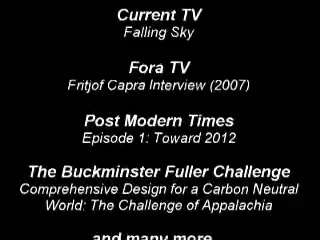 Current TV
Falling Sky
Fora TV
Fritjof Capra Interview (2007)
Post Modern Times
Episode 1: Toward 2012
The Buckminster Fuller Challenge
Comprehensive Design for a Carbon Neutral
World: The Challenge of Appalachia
and many more